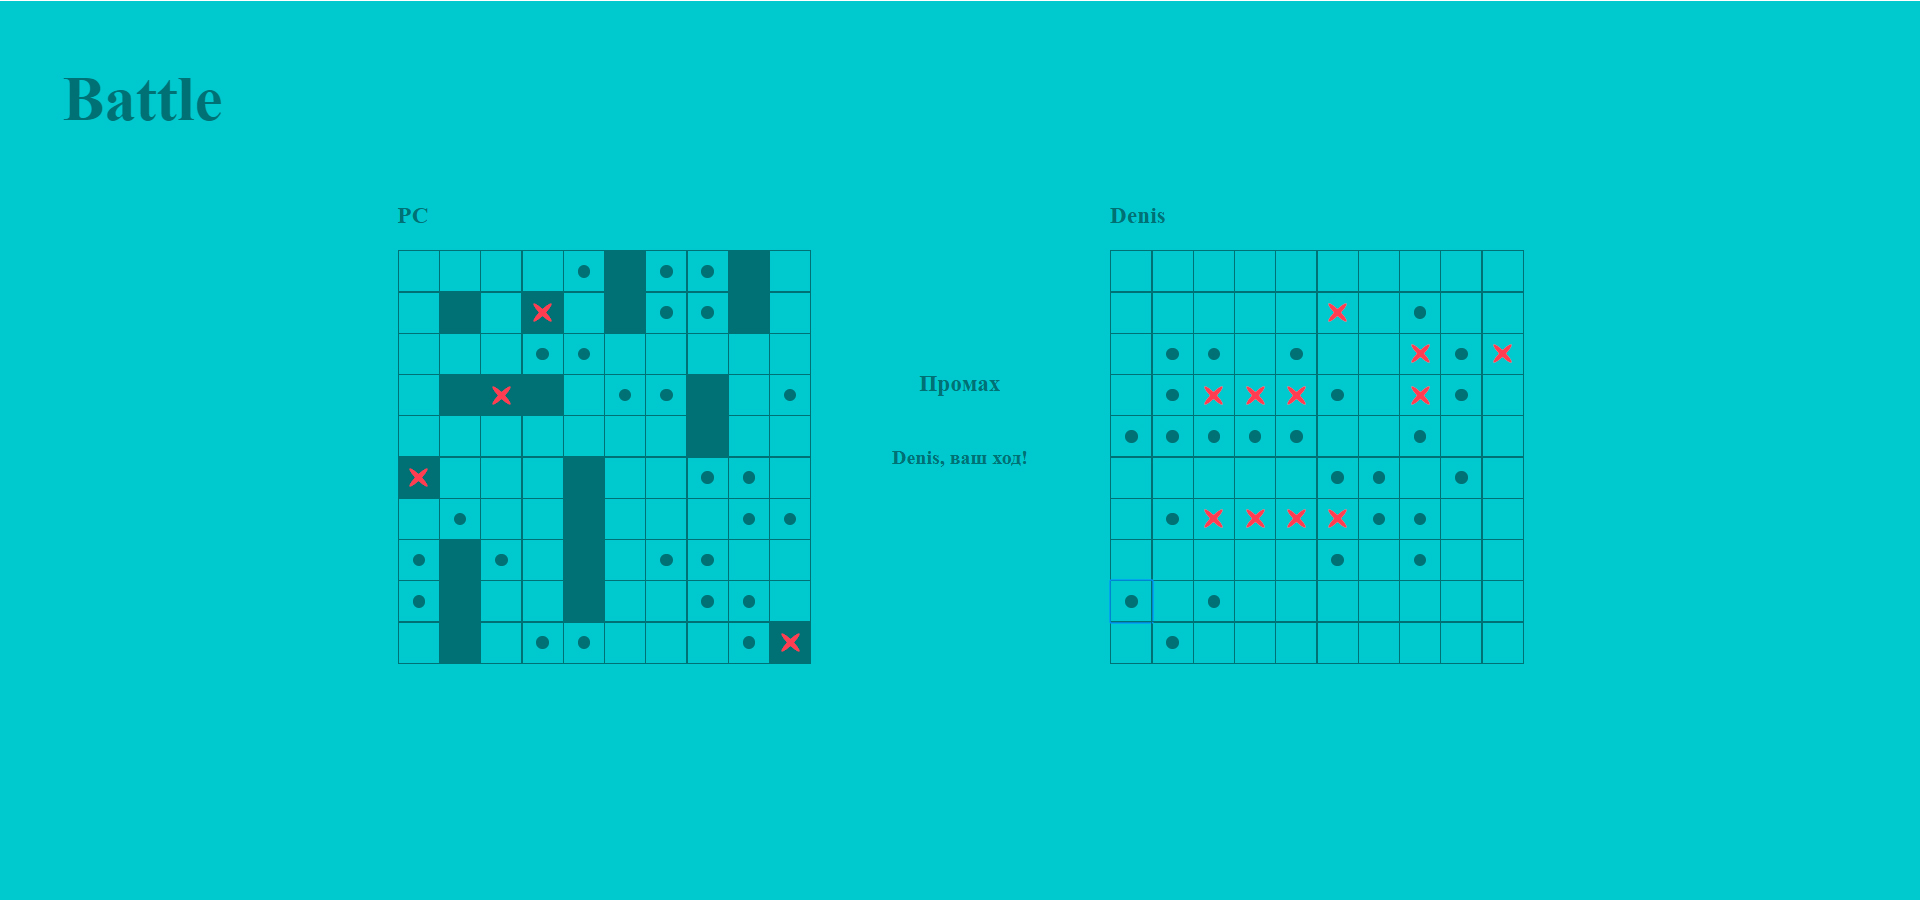 Battle
PC
Denis
Промах
Denis, ваш ход!